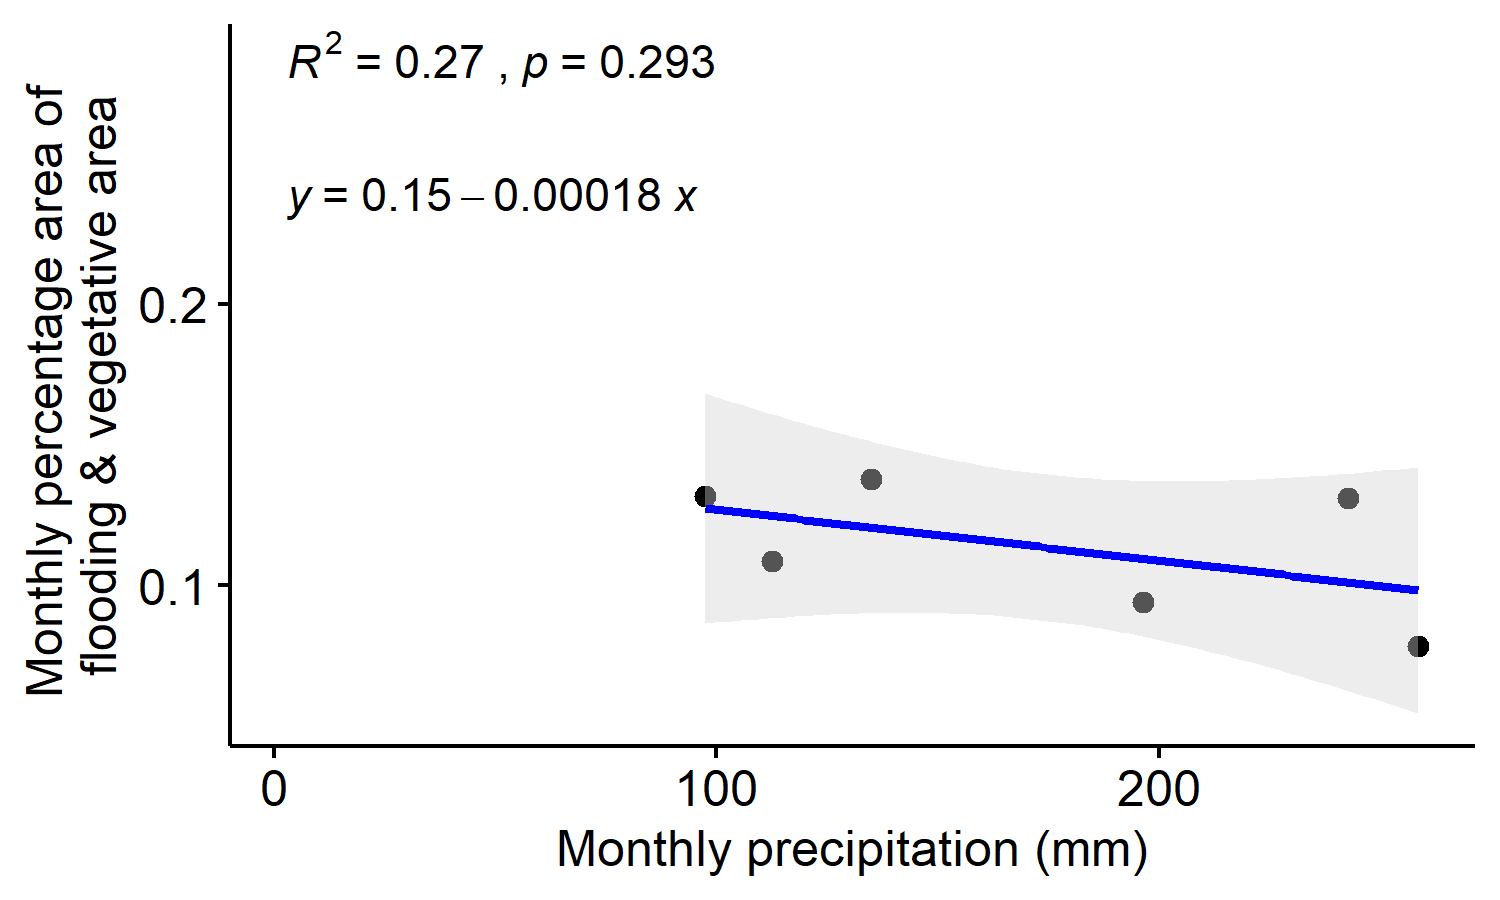 R² = 0.27 , p = 0.293
y = 0.15 – 0.00018 x
Monthly percentage area of
flooding & vegetative area
0.2
0.1
0
100
200
Monthly precipitation (mm)